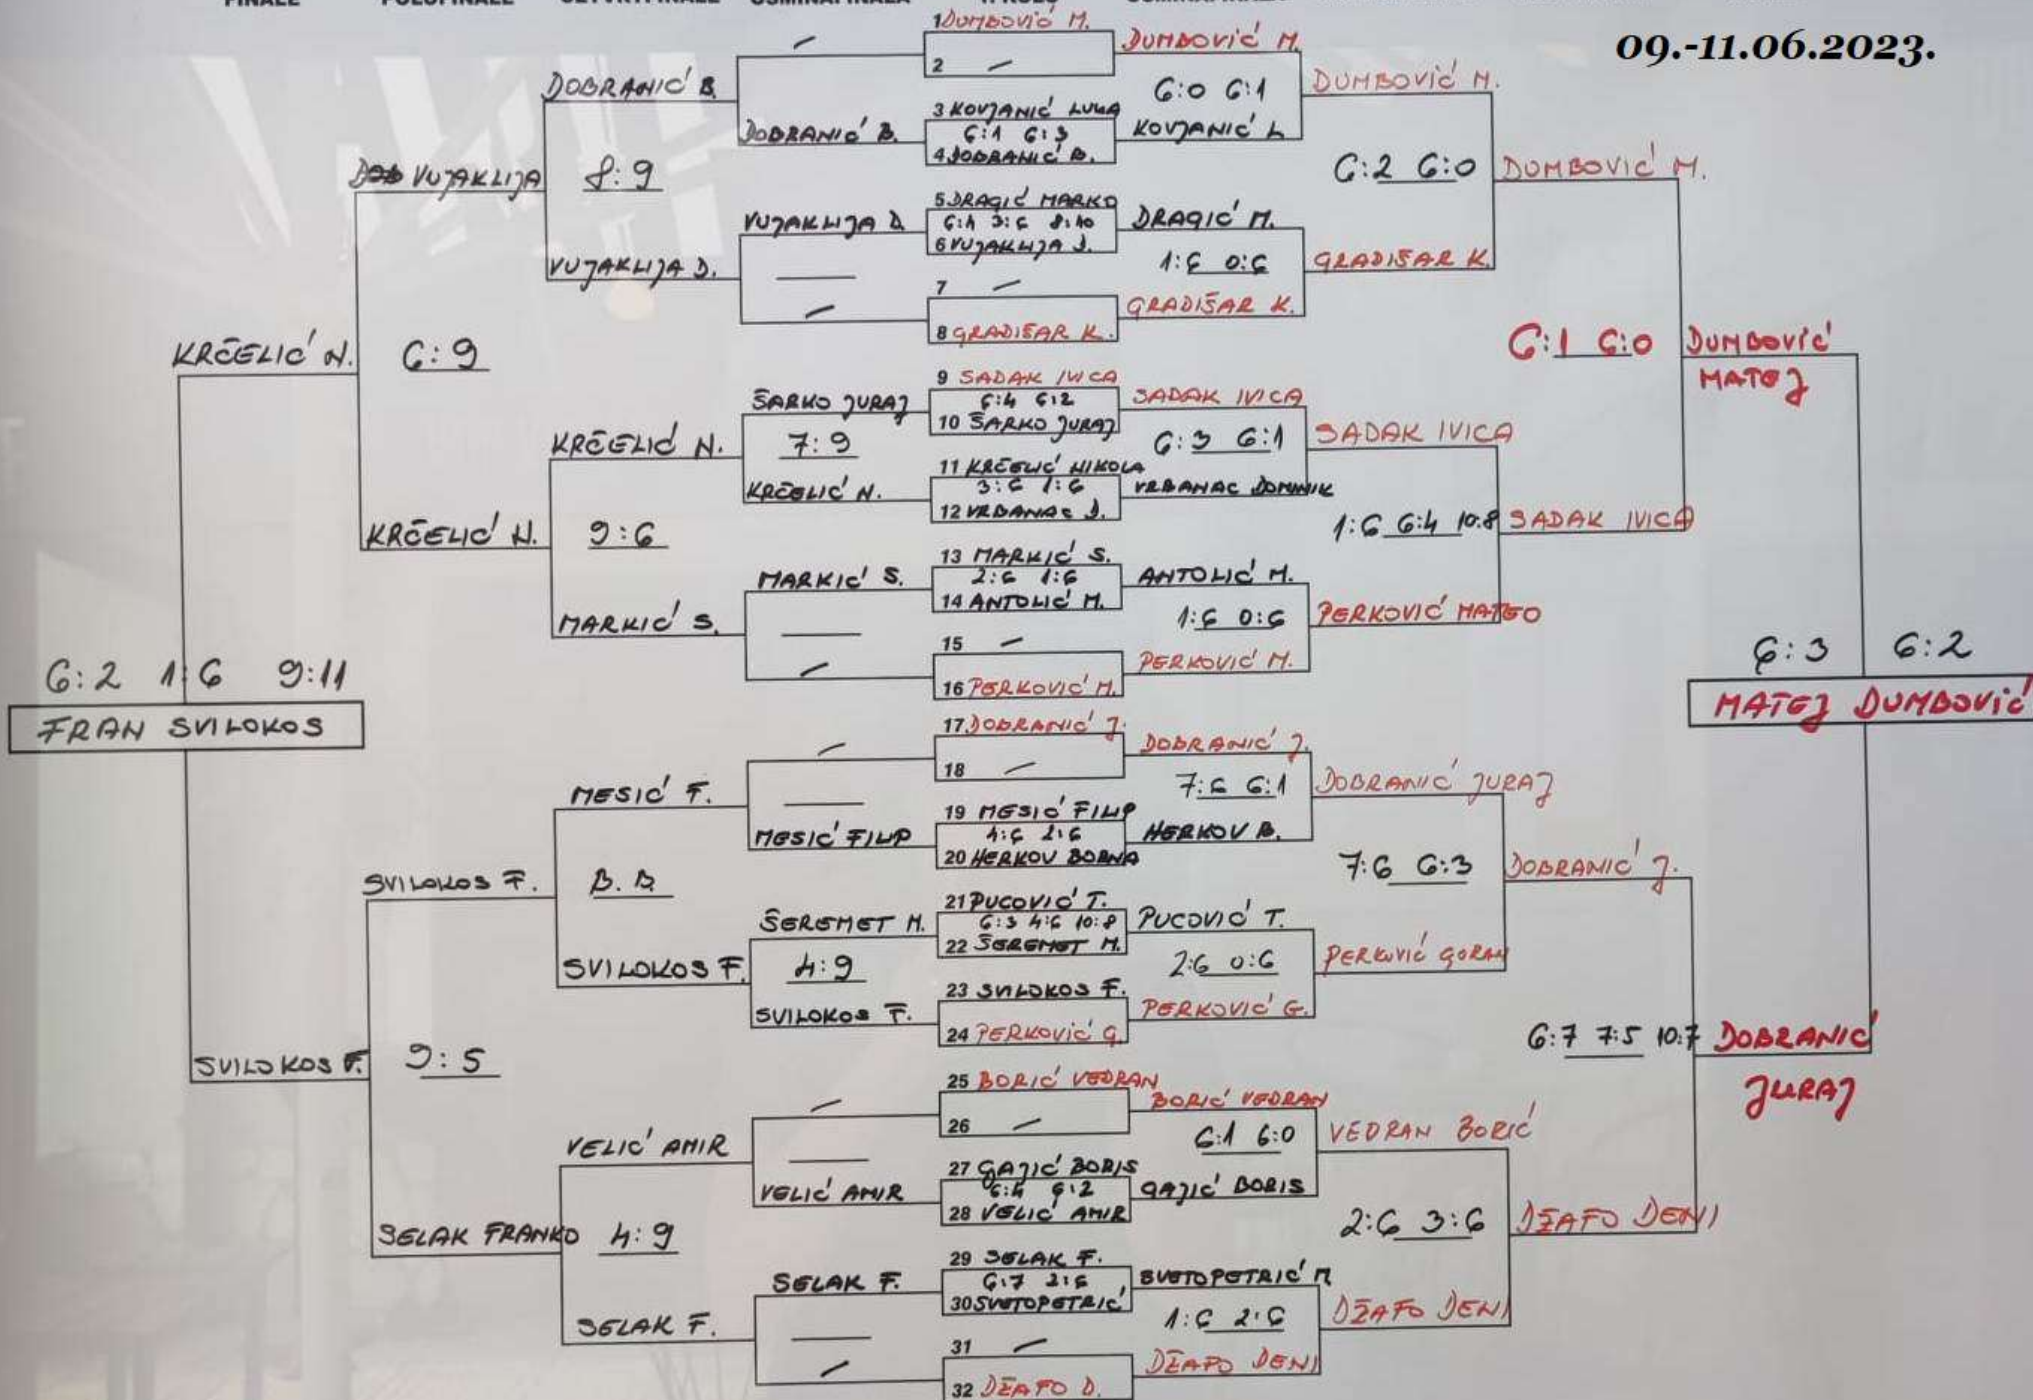 FINALE POLUFINALE ČETVRTFINALE OSMINAFINALA 1. KOLO
09.-11.06.2023.
1 DUMBOVIĆ M.
2 —
3 KOVJANIĆ LUKA
6:1 6:3
4 DOBRANIĆ B.
5 DRAGIĆ MARKO
6:1 3:6 8:10
6 VUJAKLIJA D.
7 —
8 GRADIŠAR K.
9 SADAK IVICA
6:4 6:2
10 ŠARKO JURAJ
11 KRČELIĆ NIKOLA
3:6 1:6
12 VRBANAC D.
13 MARKIĆ S.
2:6 1:6
14 ANTOLIĆ M.
15 —
16 PERKOVIĆ M.
17 DOBRANIĆ J.
18 —
19 MESIĆ FILIP
4:6 2:6
20 HERKOV BORNA
21 PUCOVIĆ T.
6:3 4:6 10:8
22 ŠEREMET M.
23 SVILOKOS F.
24 PERKOVIĆ G.
25 BORIĆ VEDRAN
26 —
27 GAJIĆ BORIS
6:4 6:2
28 VELIĆ AMIR
29 SELAK F.
6:7 2:6
30 SVETOPETRIĆ
31 —
32 DŽAFO D.
DUMBOVIĆ M.
6:0 6:1
KOVJANIĆ L
DRAGIĆ M.
1:6 0:6
GRADIŠAR K.
SADAK IVICA
6:3 6:1
VRBANAC DOMINIK
ANTOLIĆ M.
1:6 0:6
PERKOVIĆ M.
DOBRANIĆ J.
7:6 6:1
HERKOV B.
PUCOVIĆ T.
2:6 0:6
PERKOVIĆ G.
BORIĆ VEDRAN
6:1 6:0
GAJIĆ BORIS
SVETOPETRIĆ M
1:6 2:6
DŽAFO DENI
DUMBOVIĆ M.
6:2 6:0
GRADIŠAR K.
SADAK IVICA
1:6 6:4 10:8
PERKOVIĆ MATEO
DOBRANIĆ JURAJ
7:6 6:3
PERKOVIĆ GORAN
VEDRAN BORIĆ
2:6 3:6
DŽAFO DENI
DUMBOVIĆ M.
6:1 6:0
SADAK IVICA
DOBRANIĆ J.
6:7 7:5 10:7
DŽAFO DENI
DUMBOVIĆ
MATEJ
6:3 6:2
MATEJ DUMBOVIĆ
DOBRANIĆ
JURAJ
—
DOBRANIĆ B.
VUJAKLIJA D.
—
—
ŠARKO JURAJ
7:9
KRČELIĆ N.
MARKIĆ S.
—
—
—
—
MESIĆ FILIP
ŠEREMET M.
4:9
SVILOKOS F.
—
—
VELIĆ AMIR
SELAK F.
—
—
DOBRANIĆ B.
8:9
VUJAKLIJA D.
KRČELIĆ N.
9:6
MARKIĆ S.
MESIĆ F.
B.B
SVILOKOS F.
VELIĆ AMIR
4:9
SELAK F.
VUJAKLIJA
6:9
KRČELIĆ N.
SVILOKOS F.
9:5
SELAK FRANKO
KRČELIĆ N.
6:2 1:6 9:11
FRAN SVILOKOS
SVILOKOS F.